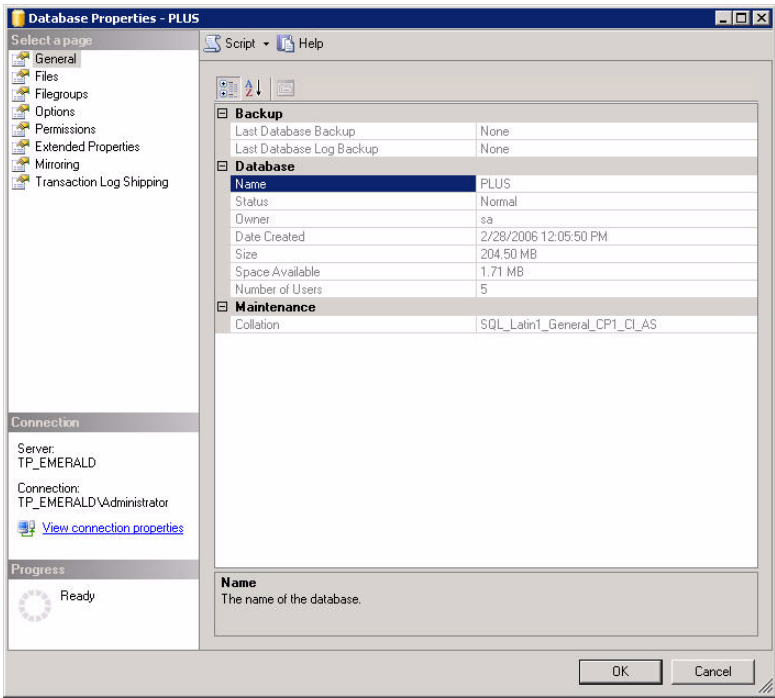 Database Properties - PLUS
Select a page
General
Files
Filegroups
Options
Permissions
Extended Properties
Mirroring
Transaction Log Shipping
Script Help
Backup
Last Database Backup None
Last Database Log Backup None
Database
Name PLUS
Status Normal
Owner sa
Date Created 2/28/2006 12:05:50 PM
Size 204.50 MB
Space Available 1.71 MB
Number of Users 5
Maintenance
Collation SQL_Latin1_General_CP1_CI_AS
Connection
Server:
TP_EMERALD
Connection:
TP_EMERALD\Administrator
View connection properties
Progress
Ready
Name
The name of the database.
OK Cancel